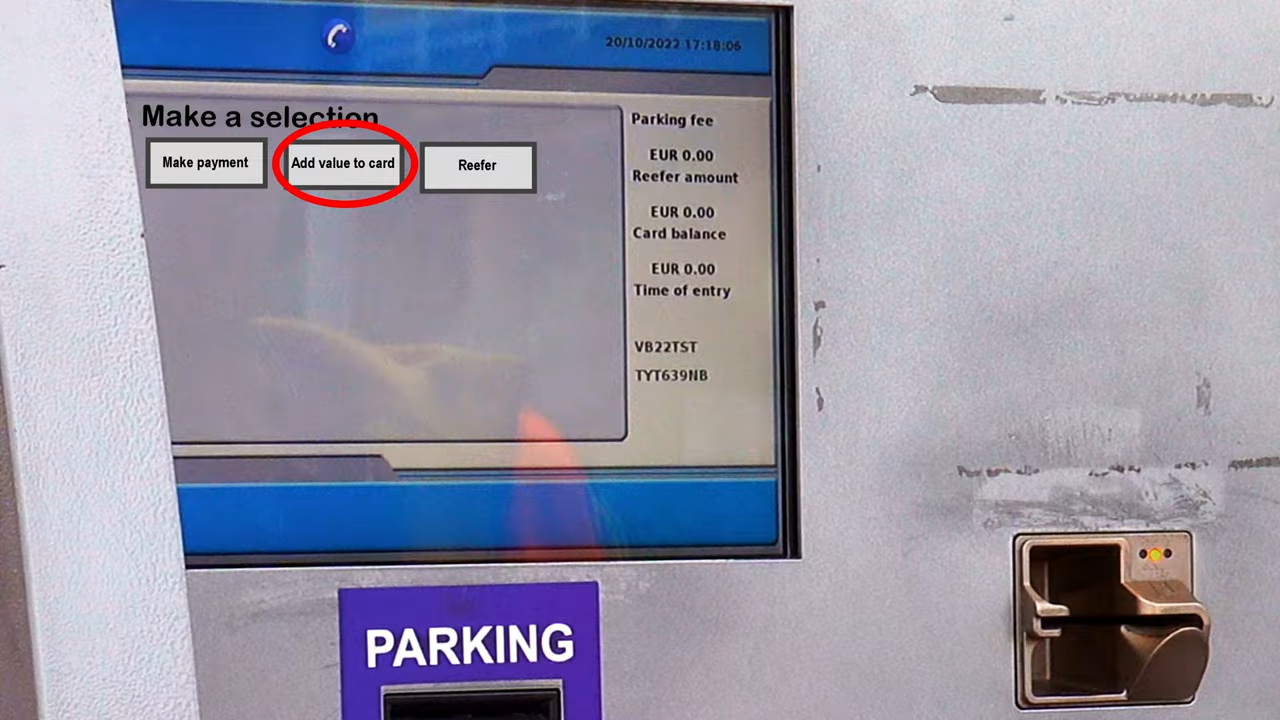 20/10/2022 17:18:06
Make a selection
Make payment
Add value to card
Reefer
Parking fee
EUR 0.00
Reefer amount
EUR 0.00
Card balance
EUR 0.00
Time of entry
VB22TST
TYT639NB
PARKING